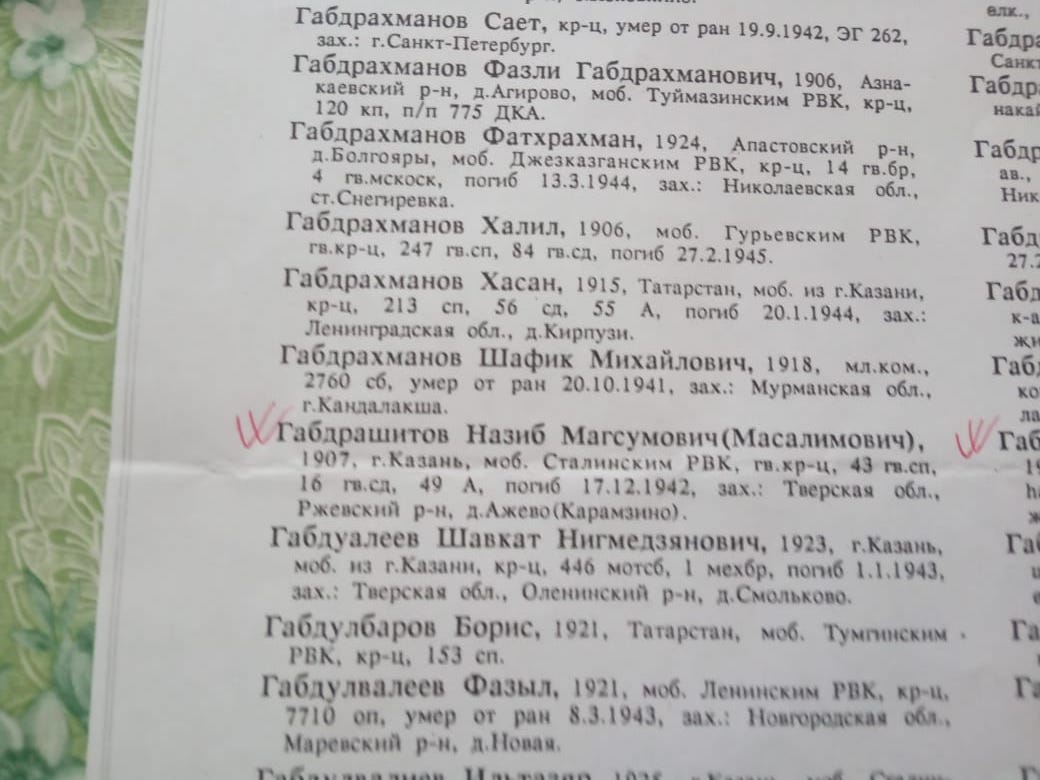 Габдрахманов Сает, кр-ц, умер от ран 19.9.1942, ЭГ 262,
зах.: г.Санкт-Петербург.
Габдрахманов Фазли Габдрахманович, 1906, Азна-
каевский р-н, д.Агирово, моб. Туймазинским РВК, кр-ц,
120 кп, п/п 775 ДКА.
Габдрахманов Фатхрахман, 1924, Апастовский р-н,
д.Болгояры, моб. Джезказганским РВК, кр-ц, 14 гв.бр,
4 гв.мскоск, погиб 13.3.1944, зах.: Николаевская обл.,
ст.Снегиревка.
Габдрахманов Халил, 1906, моб. Гурьевским РВК,
гв.кр-ц, 247 гв.сп, 84 гв.сд, погиб 27.2.1945.
Габдрахманов Хасан, 1915, Татарстан, моб. из г.Казани,
кр-ц, 213 сп, 56 сд, 55 А, погиб 20.1.1944, зах.:
Ленинградская обл., д.Кирпузи.
Габдрахманов Шафик Михайлович, 1918, мл.ком.,
2760 сб, умер от ран 20.10.1941, зах.: Мурманская обл.,
г.Кандалакша.
Габдрашитов Назиб Магсумович(Масалимович),
1907, г.Казань, моб. Сталинским РВК, гв.кр-ц, 43 гв.сп,
16 гв.сд, 49 А, погиб 17.12.1942, зах.: Тверская обл.,
Ржевский р-н, д.Ажево(Карамзино).
Габдуалеев Шавкат Нигмедзянович, 1923, г.Казань,
моб. из г.Казани, кр-ц, 446 мотсб, 1 мехбр, погиб 1.1.1943,
зах.: Тверская обл., Оленинский р-н, д.Смольково.
Габдулбаров Борис, 1921, Татарстан, моб. Тумгинским
РВК, кр-ц, 153 сп.
Габдулвалеев Фазыл, 1921, моб. Ленинским РВК, кр-ц,
7710 оп, умер от ран 8.3.1943, зах.: Новгородская обл.,
Маревский р-н, д.Новая.